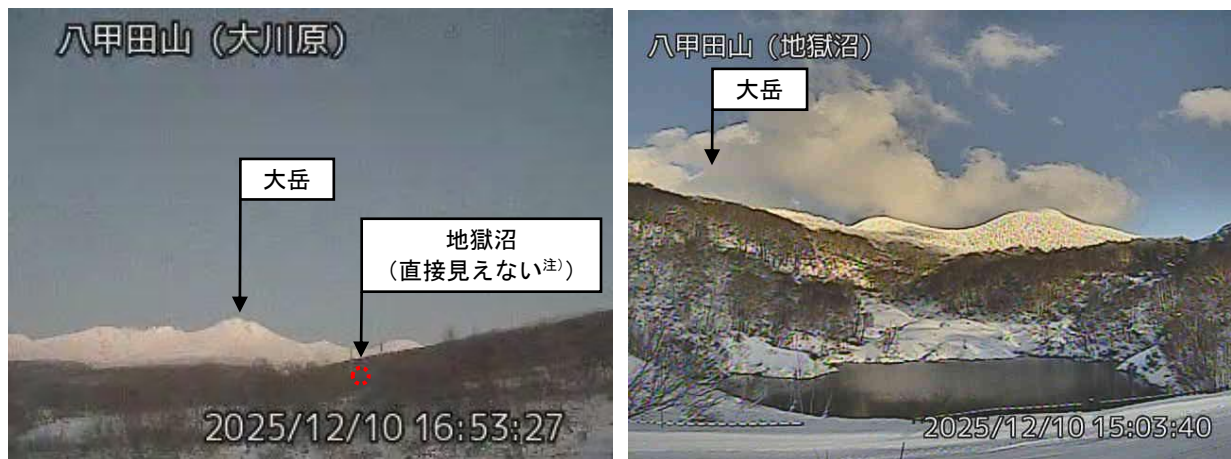 八甲田山（大川原）
大岳
地獄沼
（直接見えない注））
2025/12/10 16:53:27
八甲田山（地獄沼）
大岳
2025/12/10 15:03:40